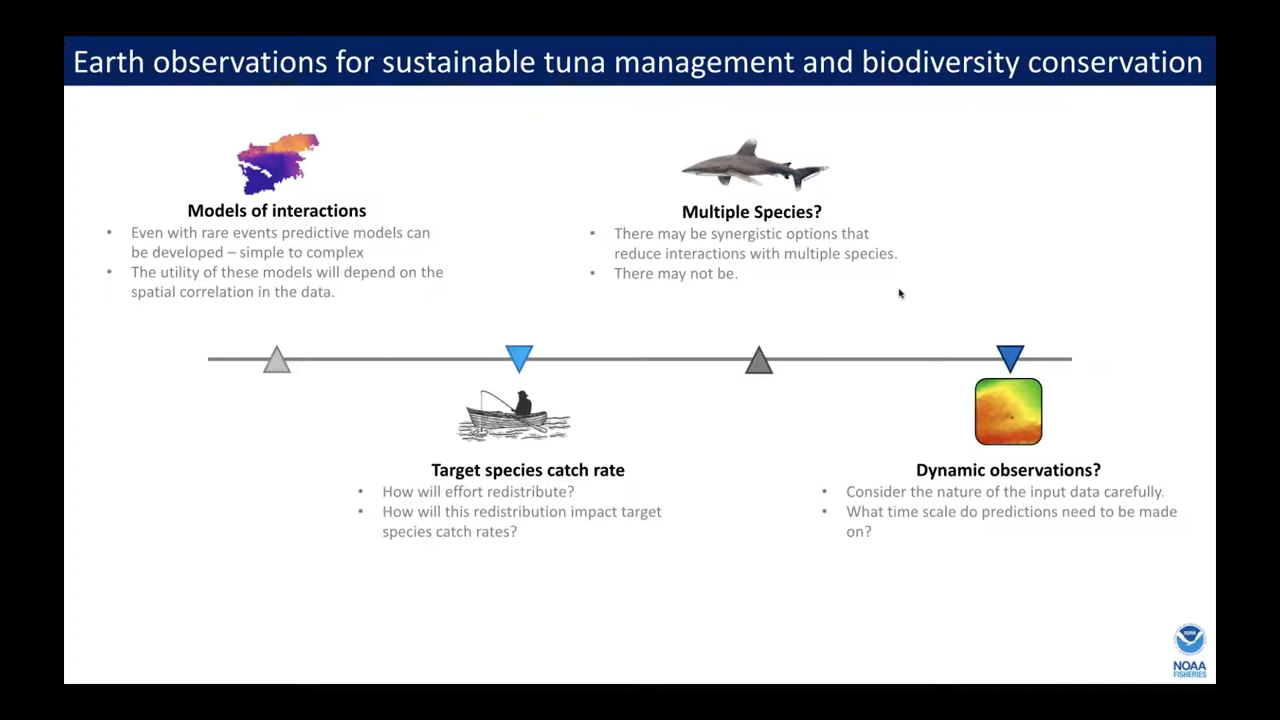 Earth observations for sustainable tuna management and biodiversity conservation
Models of interactions
• Even with rare events predictive models can
be developed – simple to complex
• The utility of these models will depend on the
spatial correlation in the data.
Multiple Species?
• There may be synergistic options that
reduce interactions with multiple species.
• There may not be.
Target species catch rate
• How will effort redistribute?
• How will this redistribution impact target
species catch rates?
Dynamic observations?
• Consider the nature of the input data carefully.
• What time scale do predictions need to be made
on?
NOAA
FISHERIES